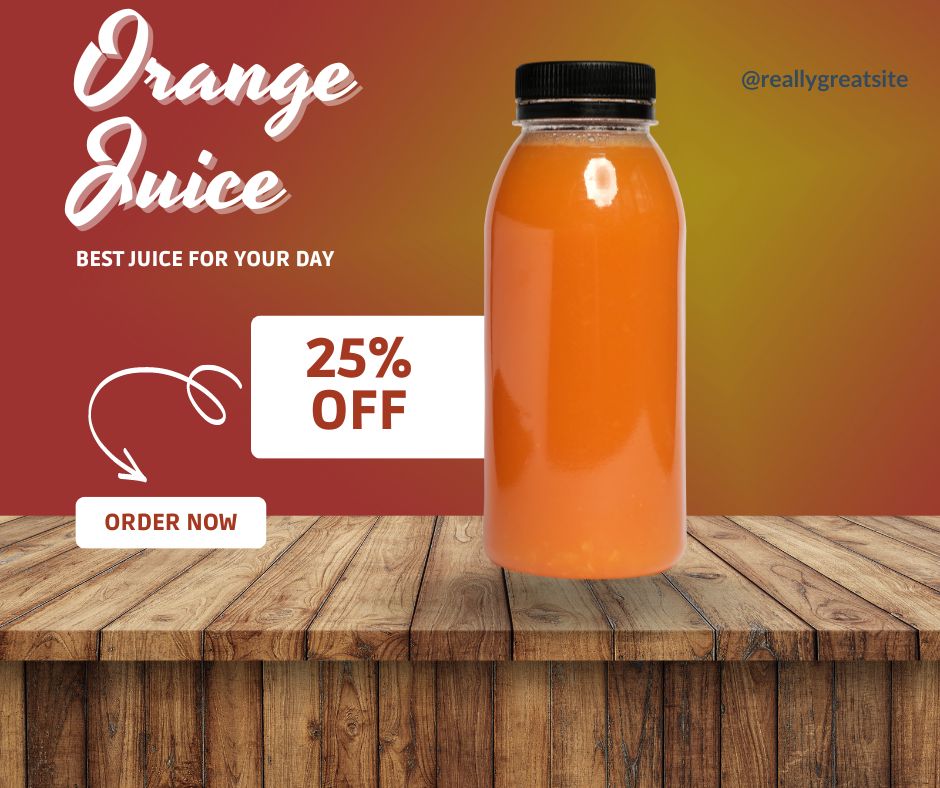 Orange
Juice
@reallygreatsite
BEST JUICE FOR YOUR DAY
25%
OFF
ORDER NOW